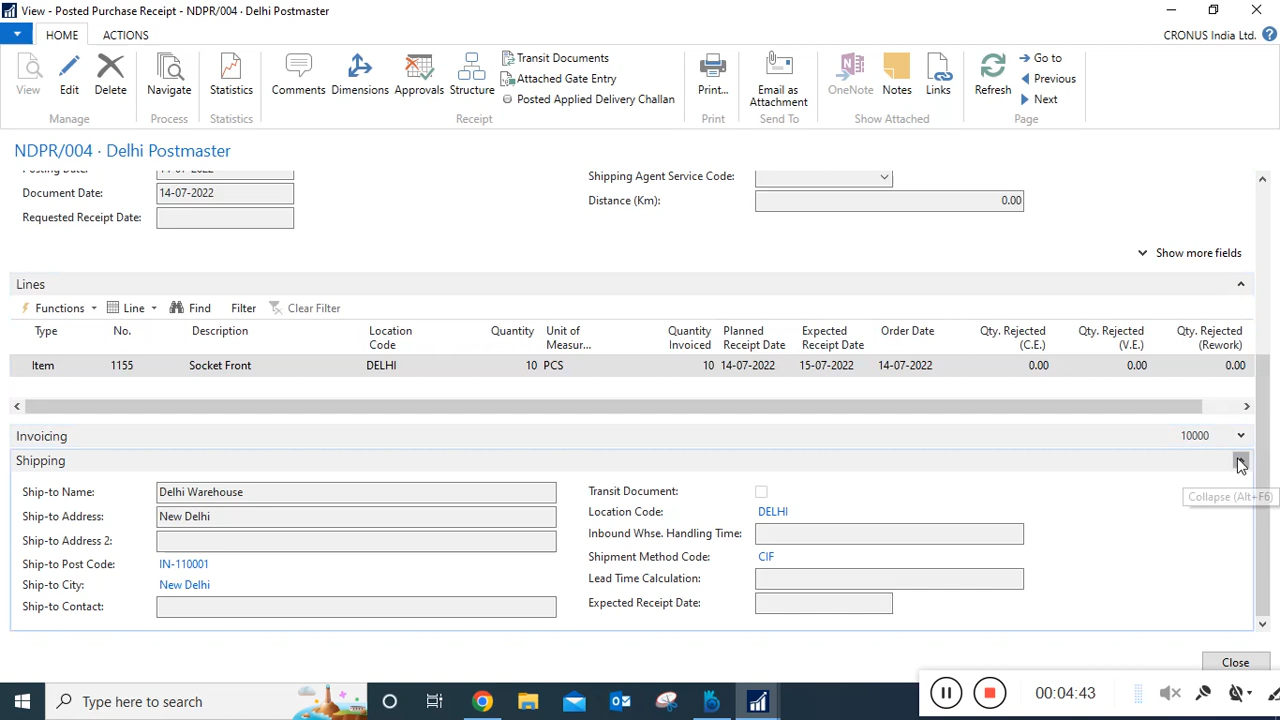 View - Posted Purchase Receipt - NDPR/004 · Delhi Postmaster
HOME ACTIONS CRONUS India Ltd.
View Edit Delete Navigate Statistics Comments Dimensions Approvals Structure
Transit Documents
Attached Gate Entry
Posted Applied Delivery Challan
Print... Email as Attachment OneNote Notes Links Refresh
Go to
Previous
Next
Manage Process Statistics Receipt Print Send To Show Attached Page
NDPR/004 · Delhi Postmaster
Posting Date: 14-07-2022 Shipping Agent Service Code:
Document Date: 14-07-2022 Distance (Km): 0.00
Requested Receipt Date:
Show more fields
Lines
Functions Line Find Filter Clear Filter
Type No. Description Location Code Quantity Unit of Measur... Quantity Invoiced Planned Receipt Date Expected Receipt Date Order Date Qty. Rejected (C.E.) Qty. Rejected (V.E.) Qty. Rejected (Rework)
Item 1155 Socket Front DELHI 10 PCS 10 14-07-2022 15-07-2022 14-07-2022 0.00 0.00 0.00
Invoicing 10000
Shipping
Collapse (Alt+F6)
Ship-to Name: Delhi Warehouse
Ship-to Address: New Delhi
Ship-to Address 2:
Ship-to Post Code: IN-110001
Ship-to City: New Delhi
Ship-to Contact:
Transit Document:
Location Code: DELHI
Inbound Whse. Handling Time:
Shipment Method Code: CIF
Lead Time Calculation:
Expected Receipt Date:
Close
Type here to search 00:04:43